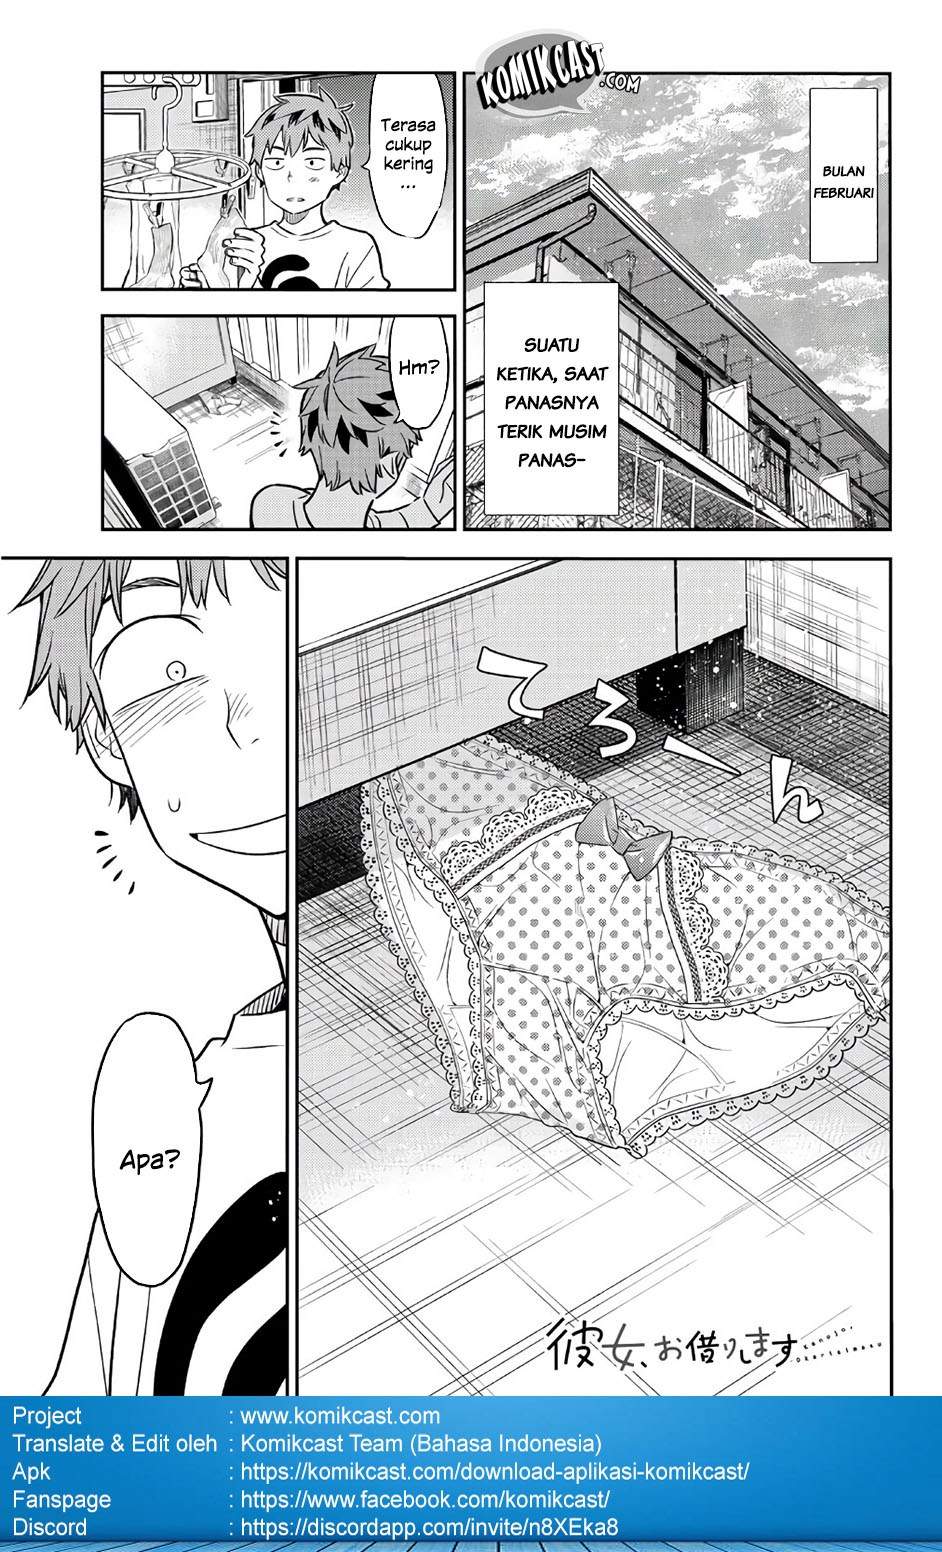 KOMIKCAST
.COM
BULAN
FEBRUARI
SUATU
KETIKA, SAAT
PANASNYA
TERIK MUSIM
PANAS-
Terasa
cukup
kering
...
Hm?
てろーん
Apa?
彼女、お借りします
Project : www.komikcast.com
Translate & Edit oleh : Komikcast Team (Bahasa Indonesia)
Apk : https://komikcast.com/download-aplikasi-komikcast/
Fanspage : https://www.facebook.com/komikcast/
Discord : https://discordapp.com/invite/n8XEka8